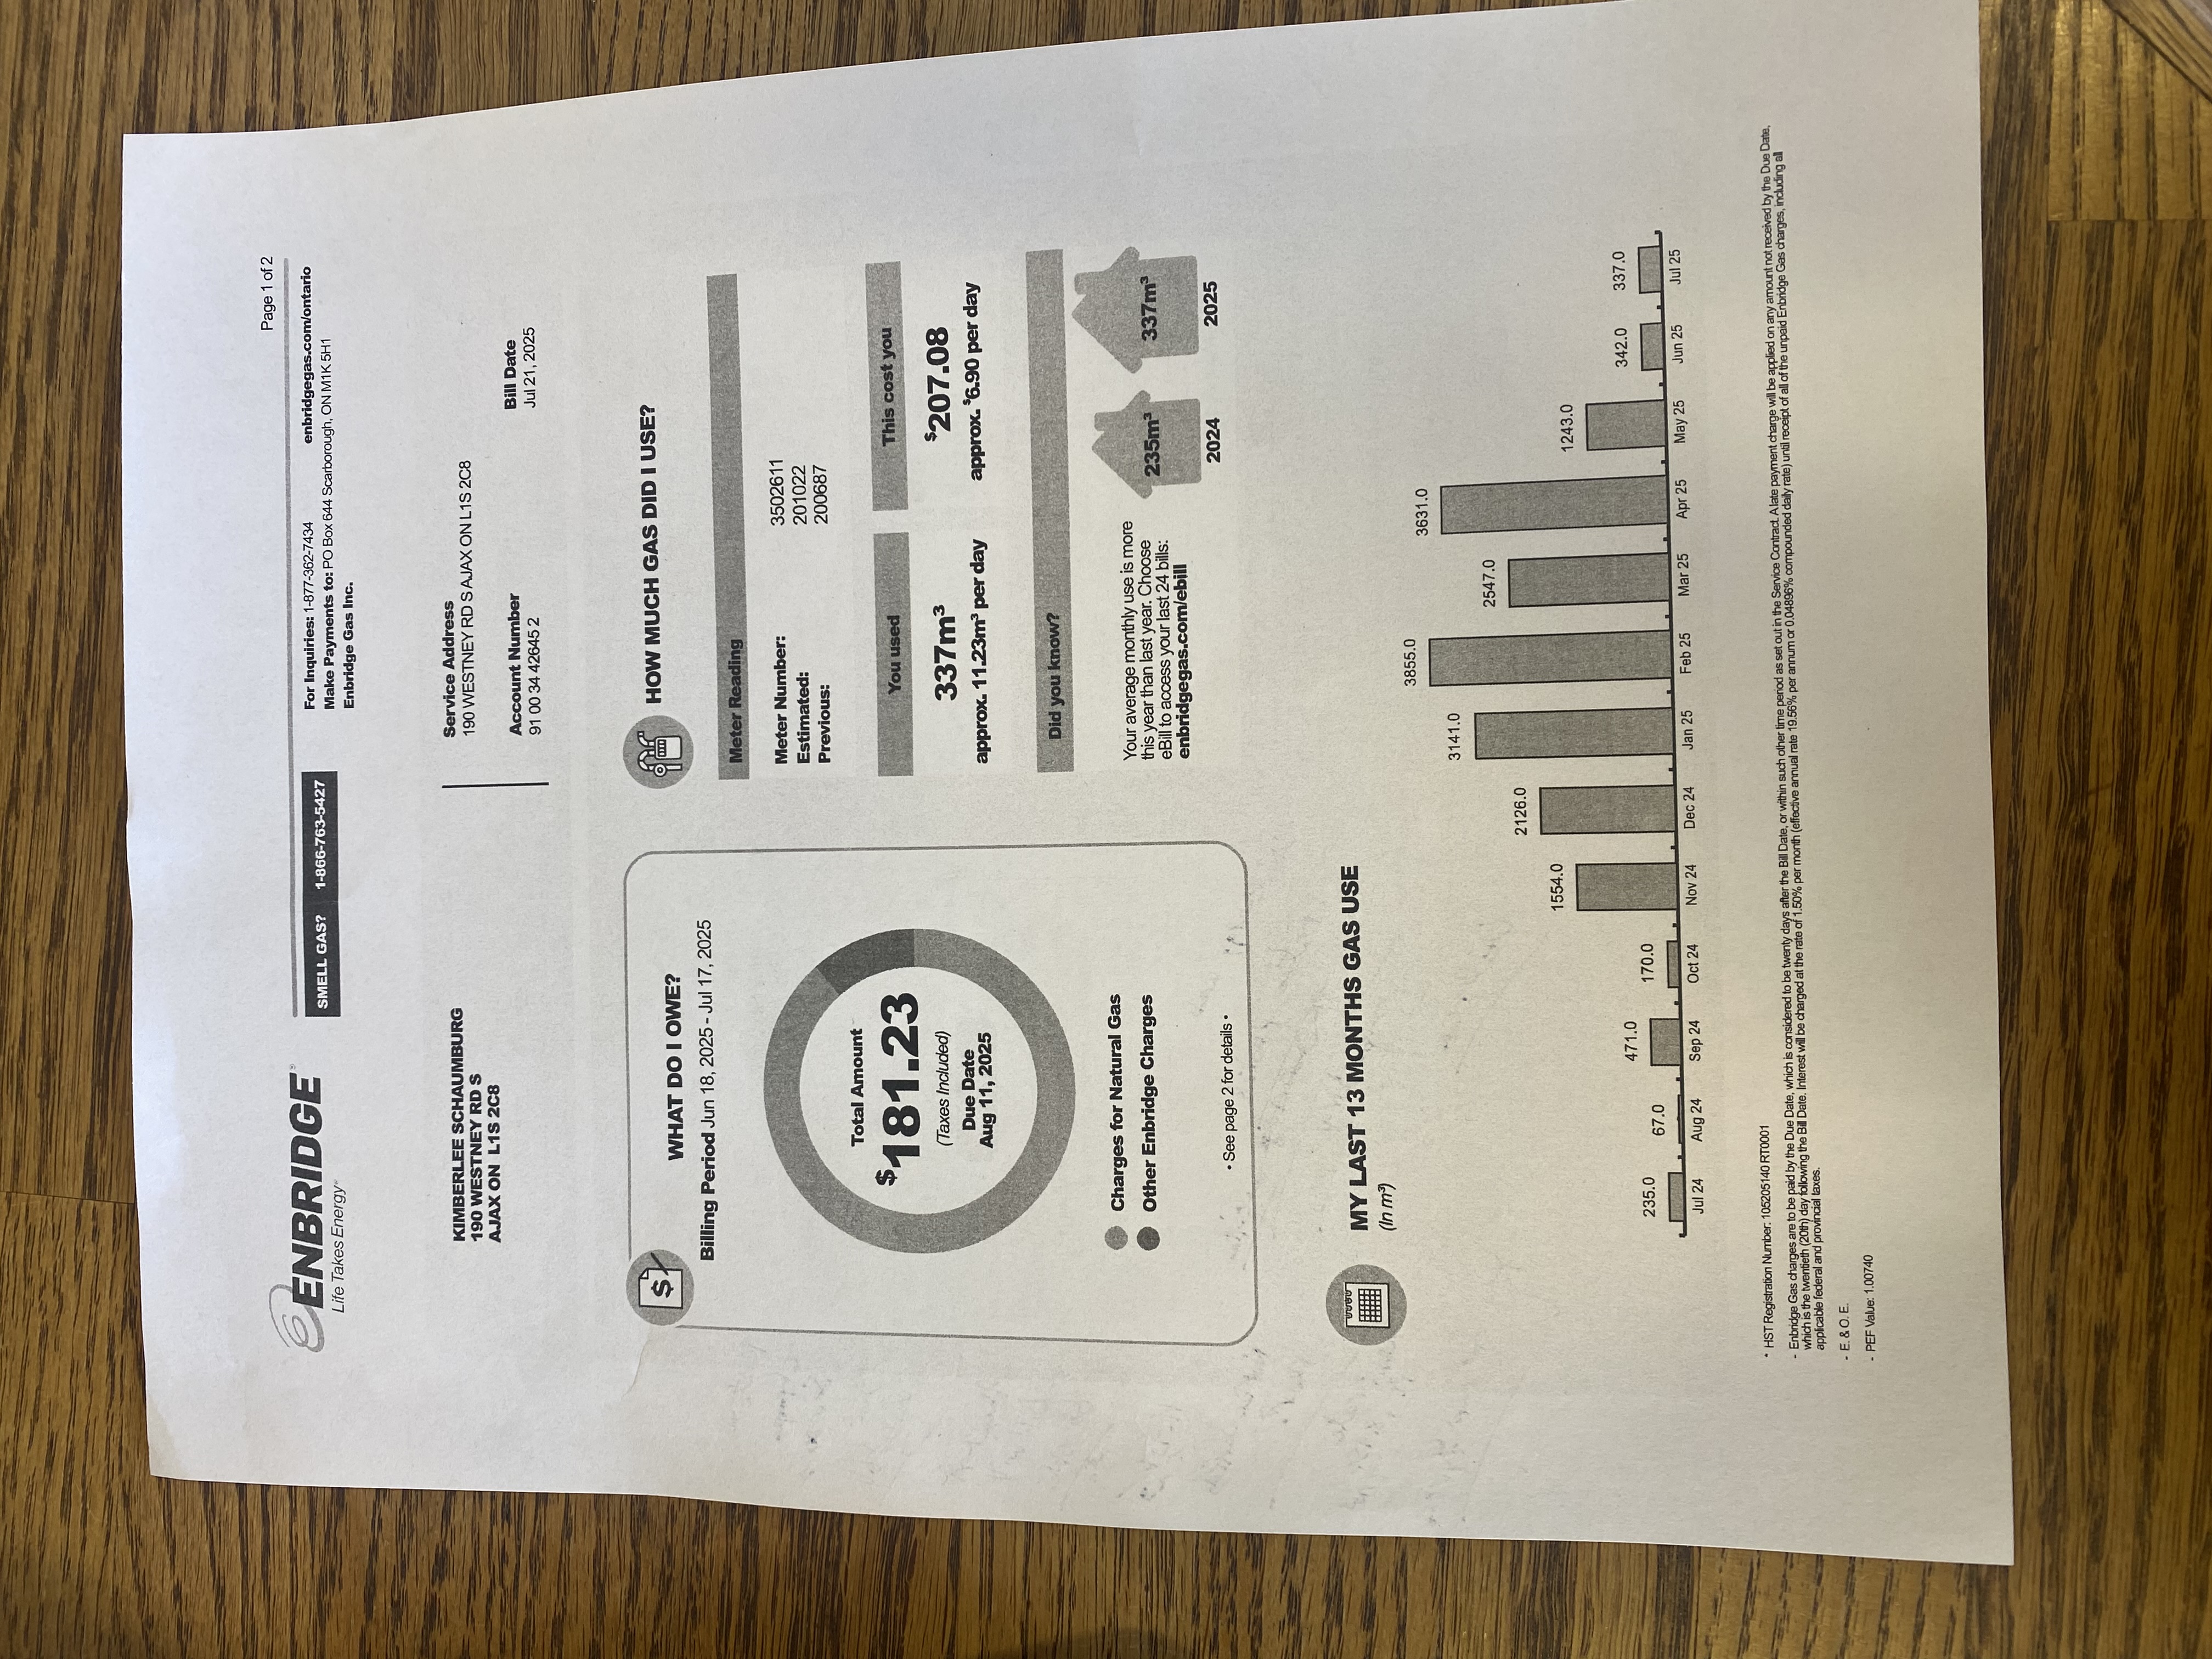 Page 1 of 2
ENBRIDGE®
Life Takes Energy®
SMELL GAS? 1-866-763-5427
For Inquiries: 1-877-362-7434 enbridgegas.com/ontario
Make Payments to: PO Box 644 Scarborough, ON M1K 5H1
Enbridge Gas Inc.
KIMBERLEE SCHAUMBURG
190 WESTNEY RD S
AJAX ON L1S 2C8
Service Address
190 WESTNEY RD S AJAX ON L1S 2C8
Account Number Bill Date
91 00 34 42645 2 Jul 21, 2025
$
WHAT DO I OWE?
Billing Period Jun 18, 2025 - Jul 17, 2025
Total Amount
$181.23
(Taxes Included)
Due Date
Aug 11, 2025
Charges for Natural Gas
Other Enbridge Charges
• See page 2 for details •
HOW MUCH GAS DID I USE?
Meter Reading
Meter Number: 3502611
Estimated: 201022
Previous: 200687
You used This cost you
337m³ $207.08
approx. 11.23m³ per day approx. $6.90 per day
Did you know?
Your average monthly use is more
this year than last year. Choose
eBill to access your last 24 bills:
enbridgegas.com/ebill
235m³ 337m³
2024 2025
MY LAST 13 MONTHS GAS USE
(In m³)
235.0 67.0 471.0 170.0 1554.0 2126.0 3141.0 3855.0 2547.0 3631.0 1243.0 342.0 337.0
Jul 24 Aug 24 Sep 24 Oct 24 Nov 24 Dec 24 Jan 25 Feb 25 Mar 25 Apr 25 May 25 Jun 25 Jul 25
* HST Registration Number: 105205140 RT0001
- Enbridge Gas charges are to be paid by the Due Date, which is considered to be twenty days after the Bill Date, or within such other time period as set out in the Service Contract. A late payment charge will be applied on any amount not received by the Due Date,
which is the twentieth (20th) day following the Bill Date. Interest will be charged at the rate of 1.50% per month (effective annual rate 19.56% per annum or 0.04896% compounded daily rate) until receipt of all of the unpaid Enbridge Gas charges, including all
applicable federal and provincial taxes.
- E. & O. E.
- PEF Value: 1.00740